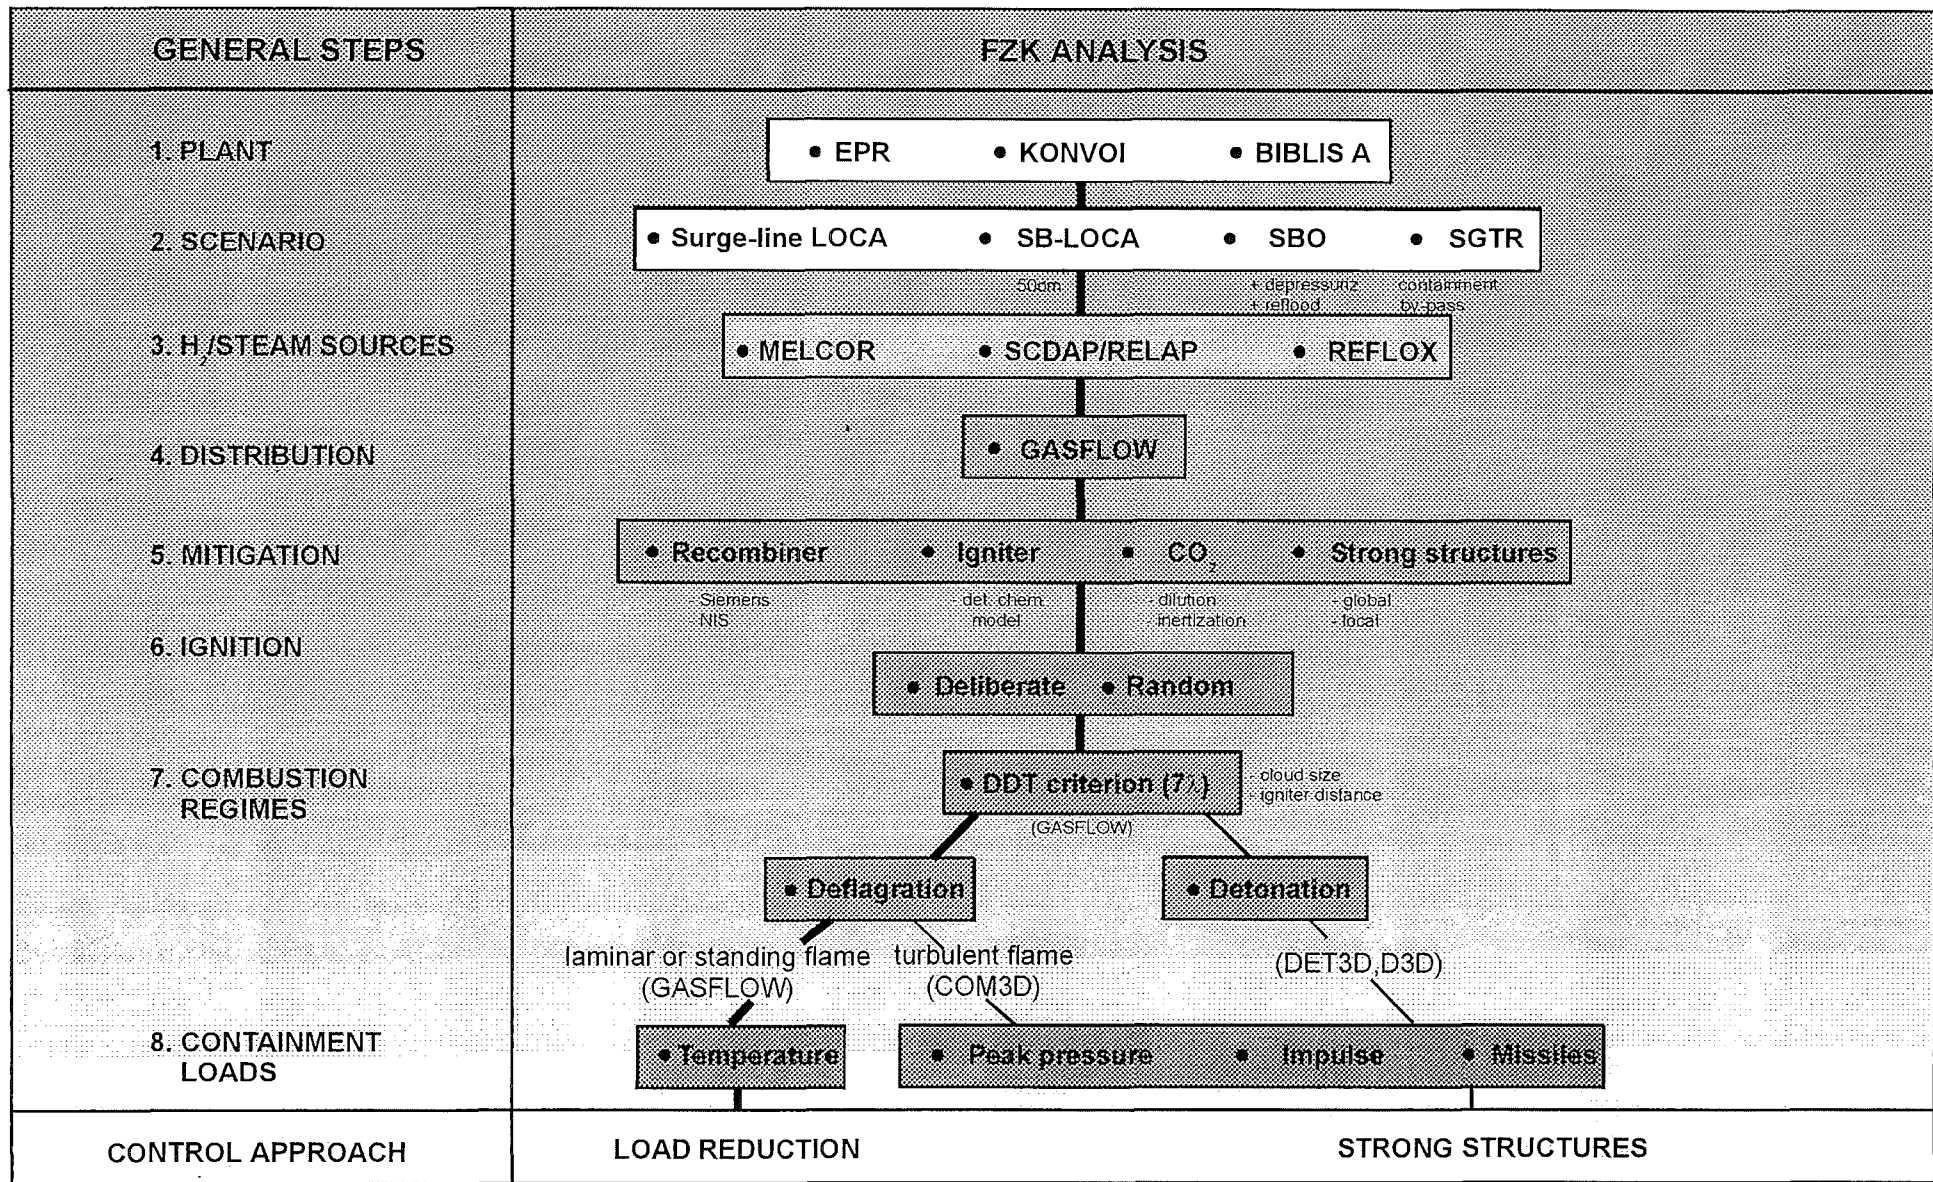 GENERAL STEPS
FZK ANALYSIS
1. PLANT
• EPR • KONVOI • BIBLIS A
2. SCENARIO
• Surge-line LOCA • SB-LOCA • SBO • SGTR
50cm
+ depressuriz.
+ reflood
containment
by-pass
3. H₂/STEAM SOURCES
• MELCOR • SCDAP/RELAP • REFLOX
4. DISTRIBUTION
• GASFLOW
5. MITIGATION
• Recombiner • Igniter • CO₂ • Strong structures
- Siemens
NIS
- det. chem.
model
- dilution
- inertization
- global
- local
6. IGNITION
• Deliberate • Random
7. COMBUSTION
REGIMES
• DDT criterion (7λ)
- cloud size
- igniter distance
(GASFLOW)
• Deflagration • Detonation
laminar or standing flame
(GASFLOW)
turbulent flame
(COM3D)
(DET3D,D3D)
8. CONTAINMENT
LOADS
• Temperature • Peak pressure • Impulse • Missiles
CONTROL APPROACH
LOAD REDUCTION
STRONG STRUCTURES